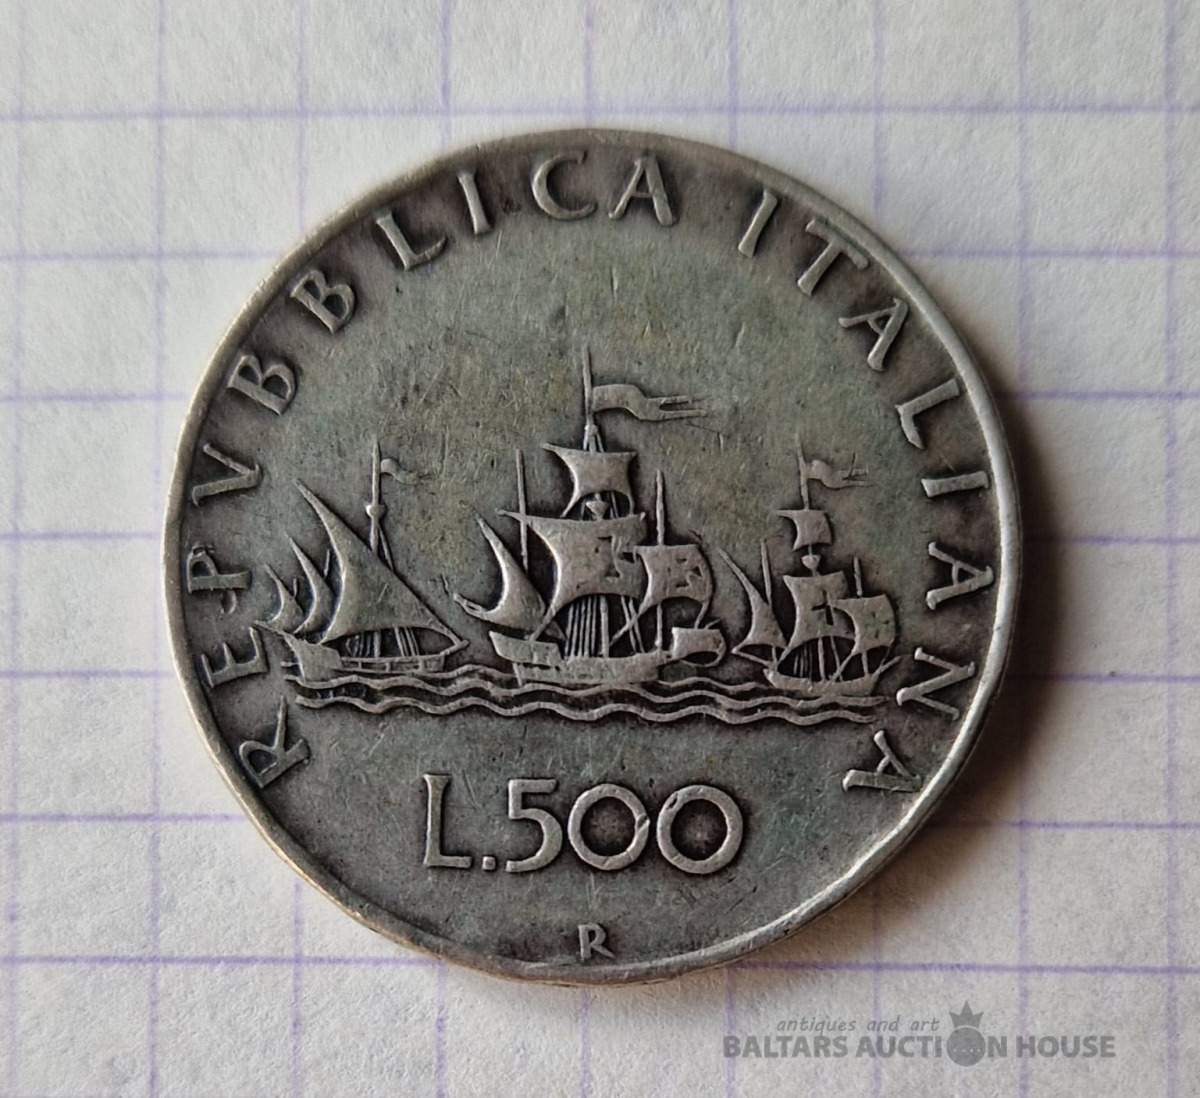 REPVBBLICA ITALIANA
L.500
R
antiques and art
BALTARS AUCTION HOUSE